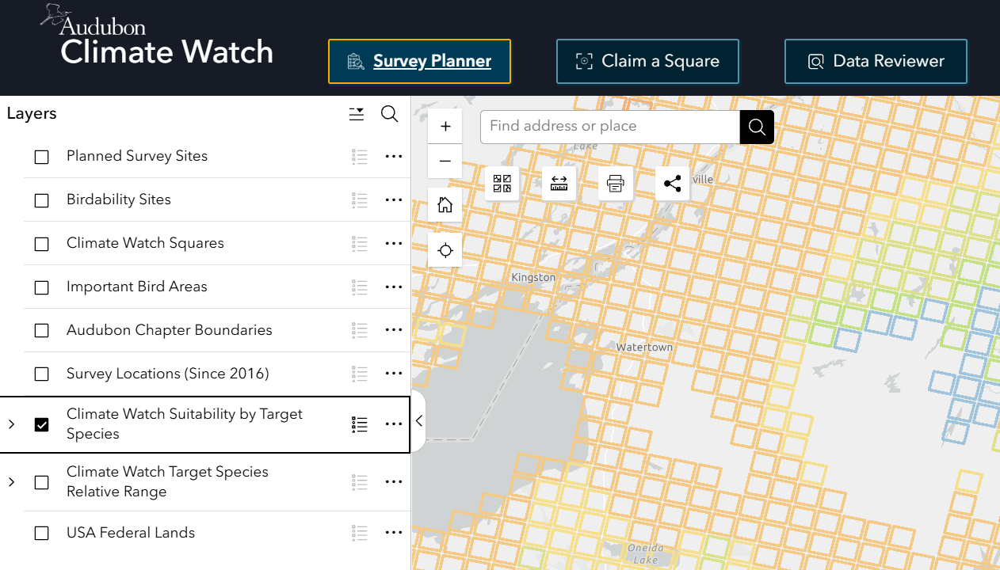 Audubon
Climate Watch
Survey Planner
Claim a Square
Data Reviewer
Layers
Planned Survey Sites
Birdability Sites
Climate Watch Squares
Important Bird Areas
Audubon Chapter Boundaries
Survey Locations (Since 2016)
Climate Watch Suitability by Target
Species
Climate Watch Target Species
Relative Range
USA Federal Lands
Find address or place
Lake
ville
Kingston
Watertown
Oneida
Lake